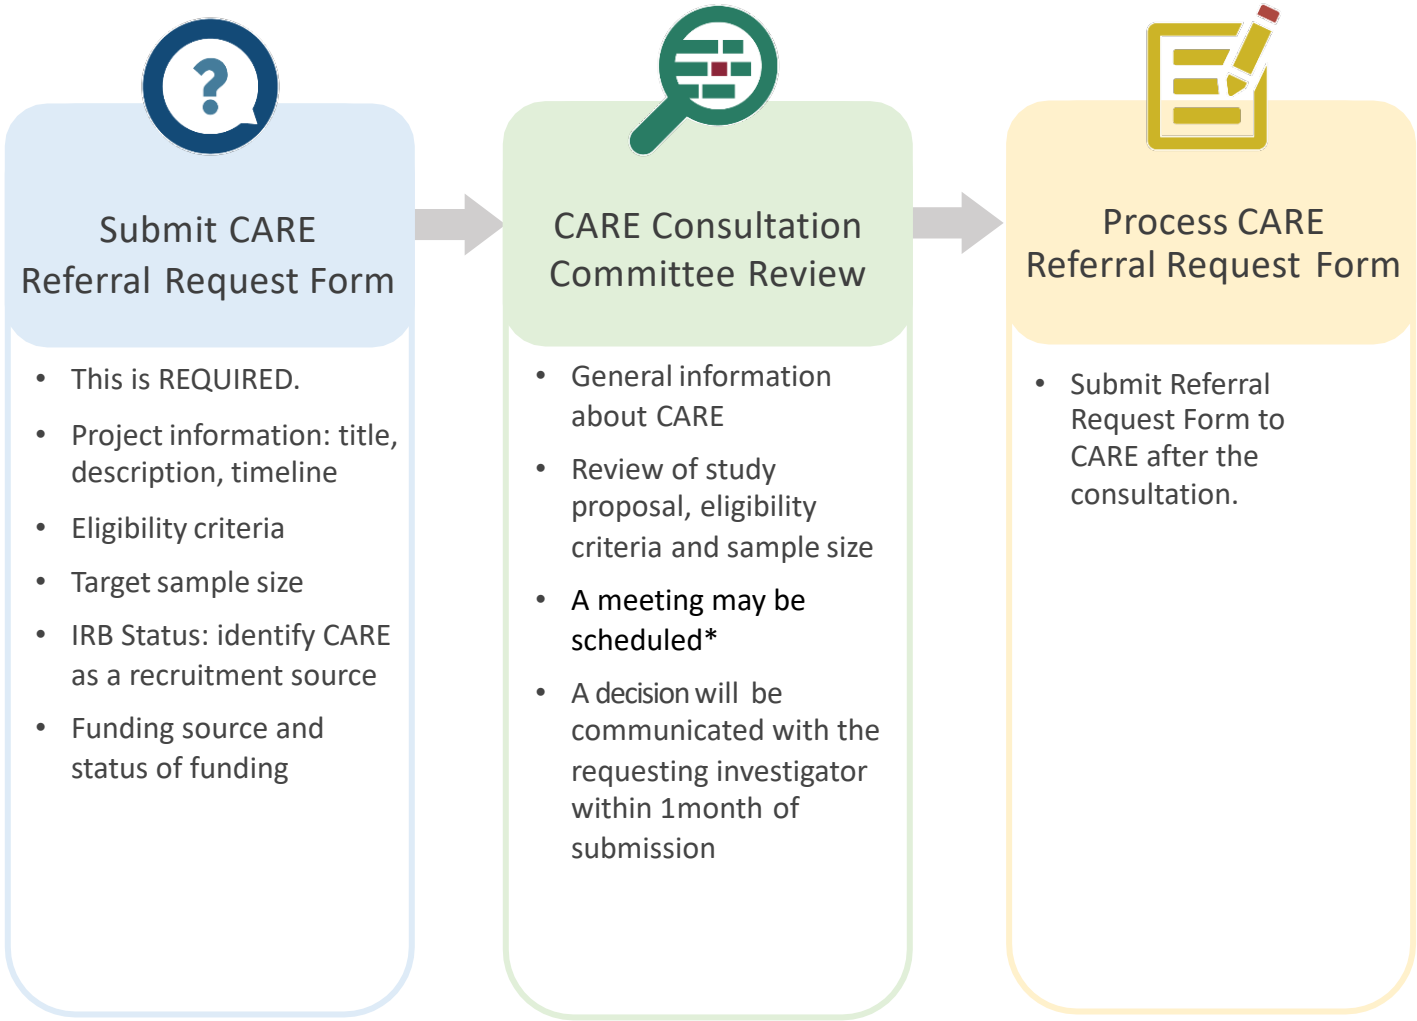 Submit CARE
Referral Request Form
• This is REQUIRED.
• Project information: title,
description, timeline
• Eligibility criteria
• Target sample size
• IRB Status: identify CARE
as a recruitment source
• Funding source and
status of funding
CARE Consultation
Committee Review
• General information
about CARE
• Review of study
proposal, eligibility
criteria and sample size
• A meeting may be
scheduled*
• A decision will be
communicated with the
requesting investigator
within 1month of
submission
Process CARE
Referral Request Form
• Submit Referral
Request Form to
CARE after the
consultation.